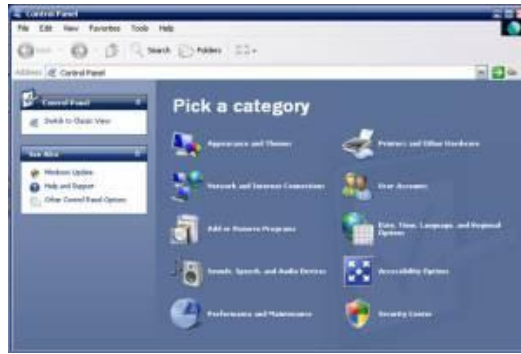 Control Panel
File Edit View Favorites Tools Help
Search Folders
Address Control Panel
Control Panel
Switch to Classic View
See Also
Windows Update
Help and Support
Other Control Panel Options
Pick a category
Appearance and Themes
Printers and Other Hardware
Network and Internet Connections
User Accounts
Add or Remove Programs
Date, Time, Language, and Regional
Options
Sounds, Speech, and Audio Devices
Accessibility Options
Performance and Maintenance
Security Center